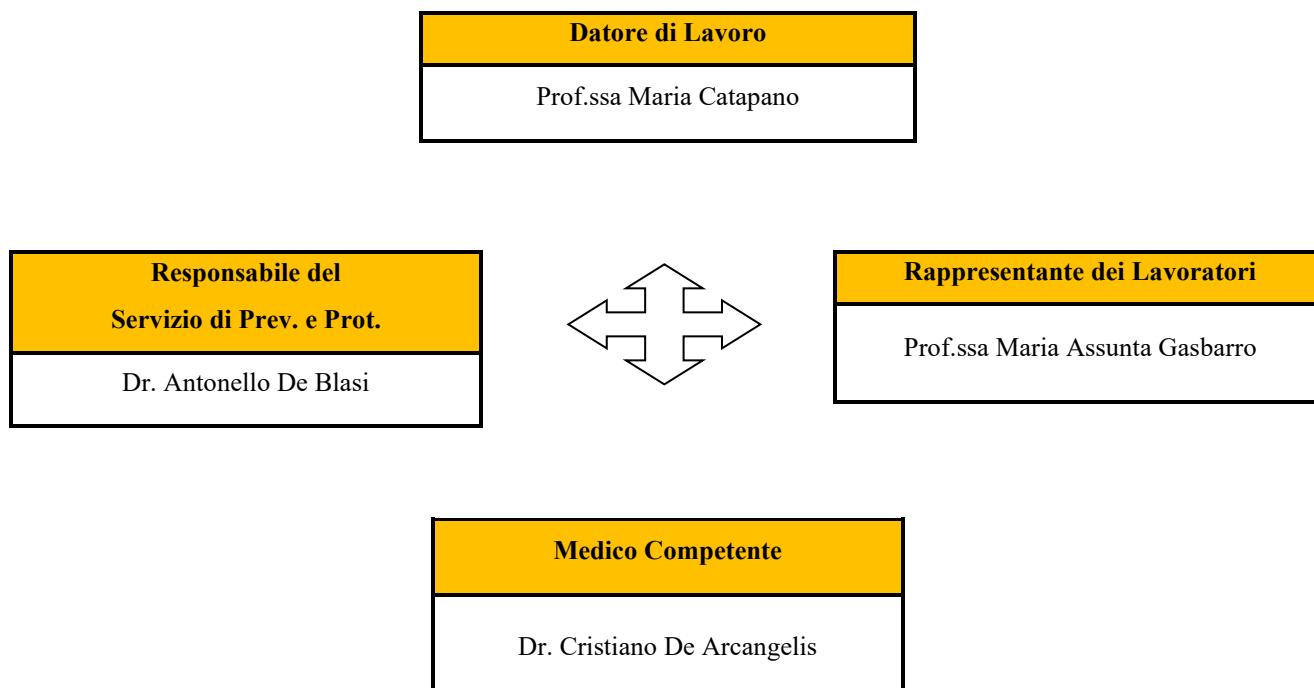 Datore di Lavoro
Prof.ssa Maria Catapano
Responsabile del
Servizio di Prev. e Prot.
Dr. Antonello De Blasi
Rappresentante dei Lavoratori
Prof.ssa Maria Assunta Gasbarro
Medico Competente
Dr. Cristiano De Arcangelis